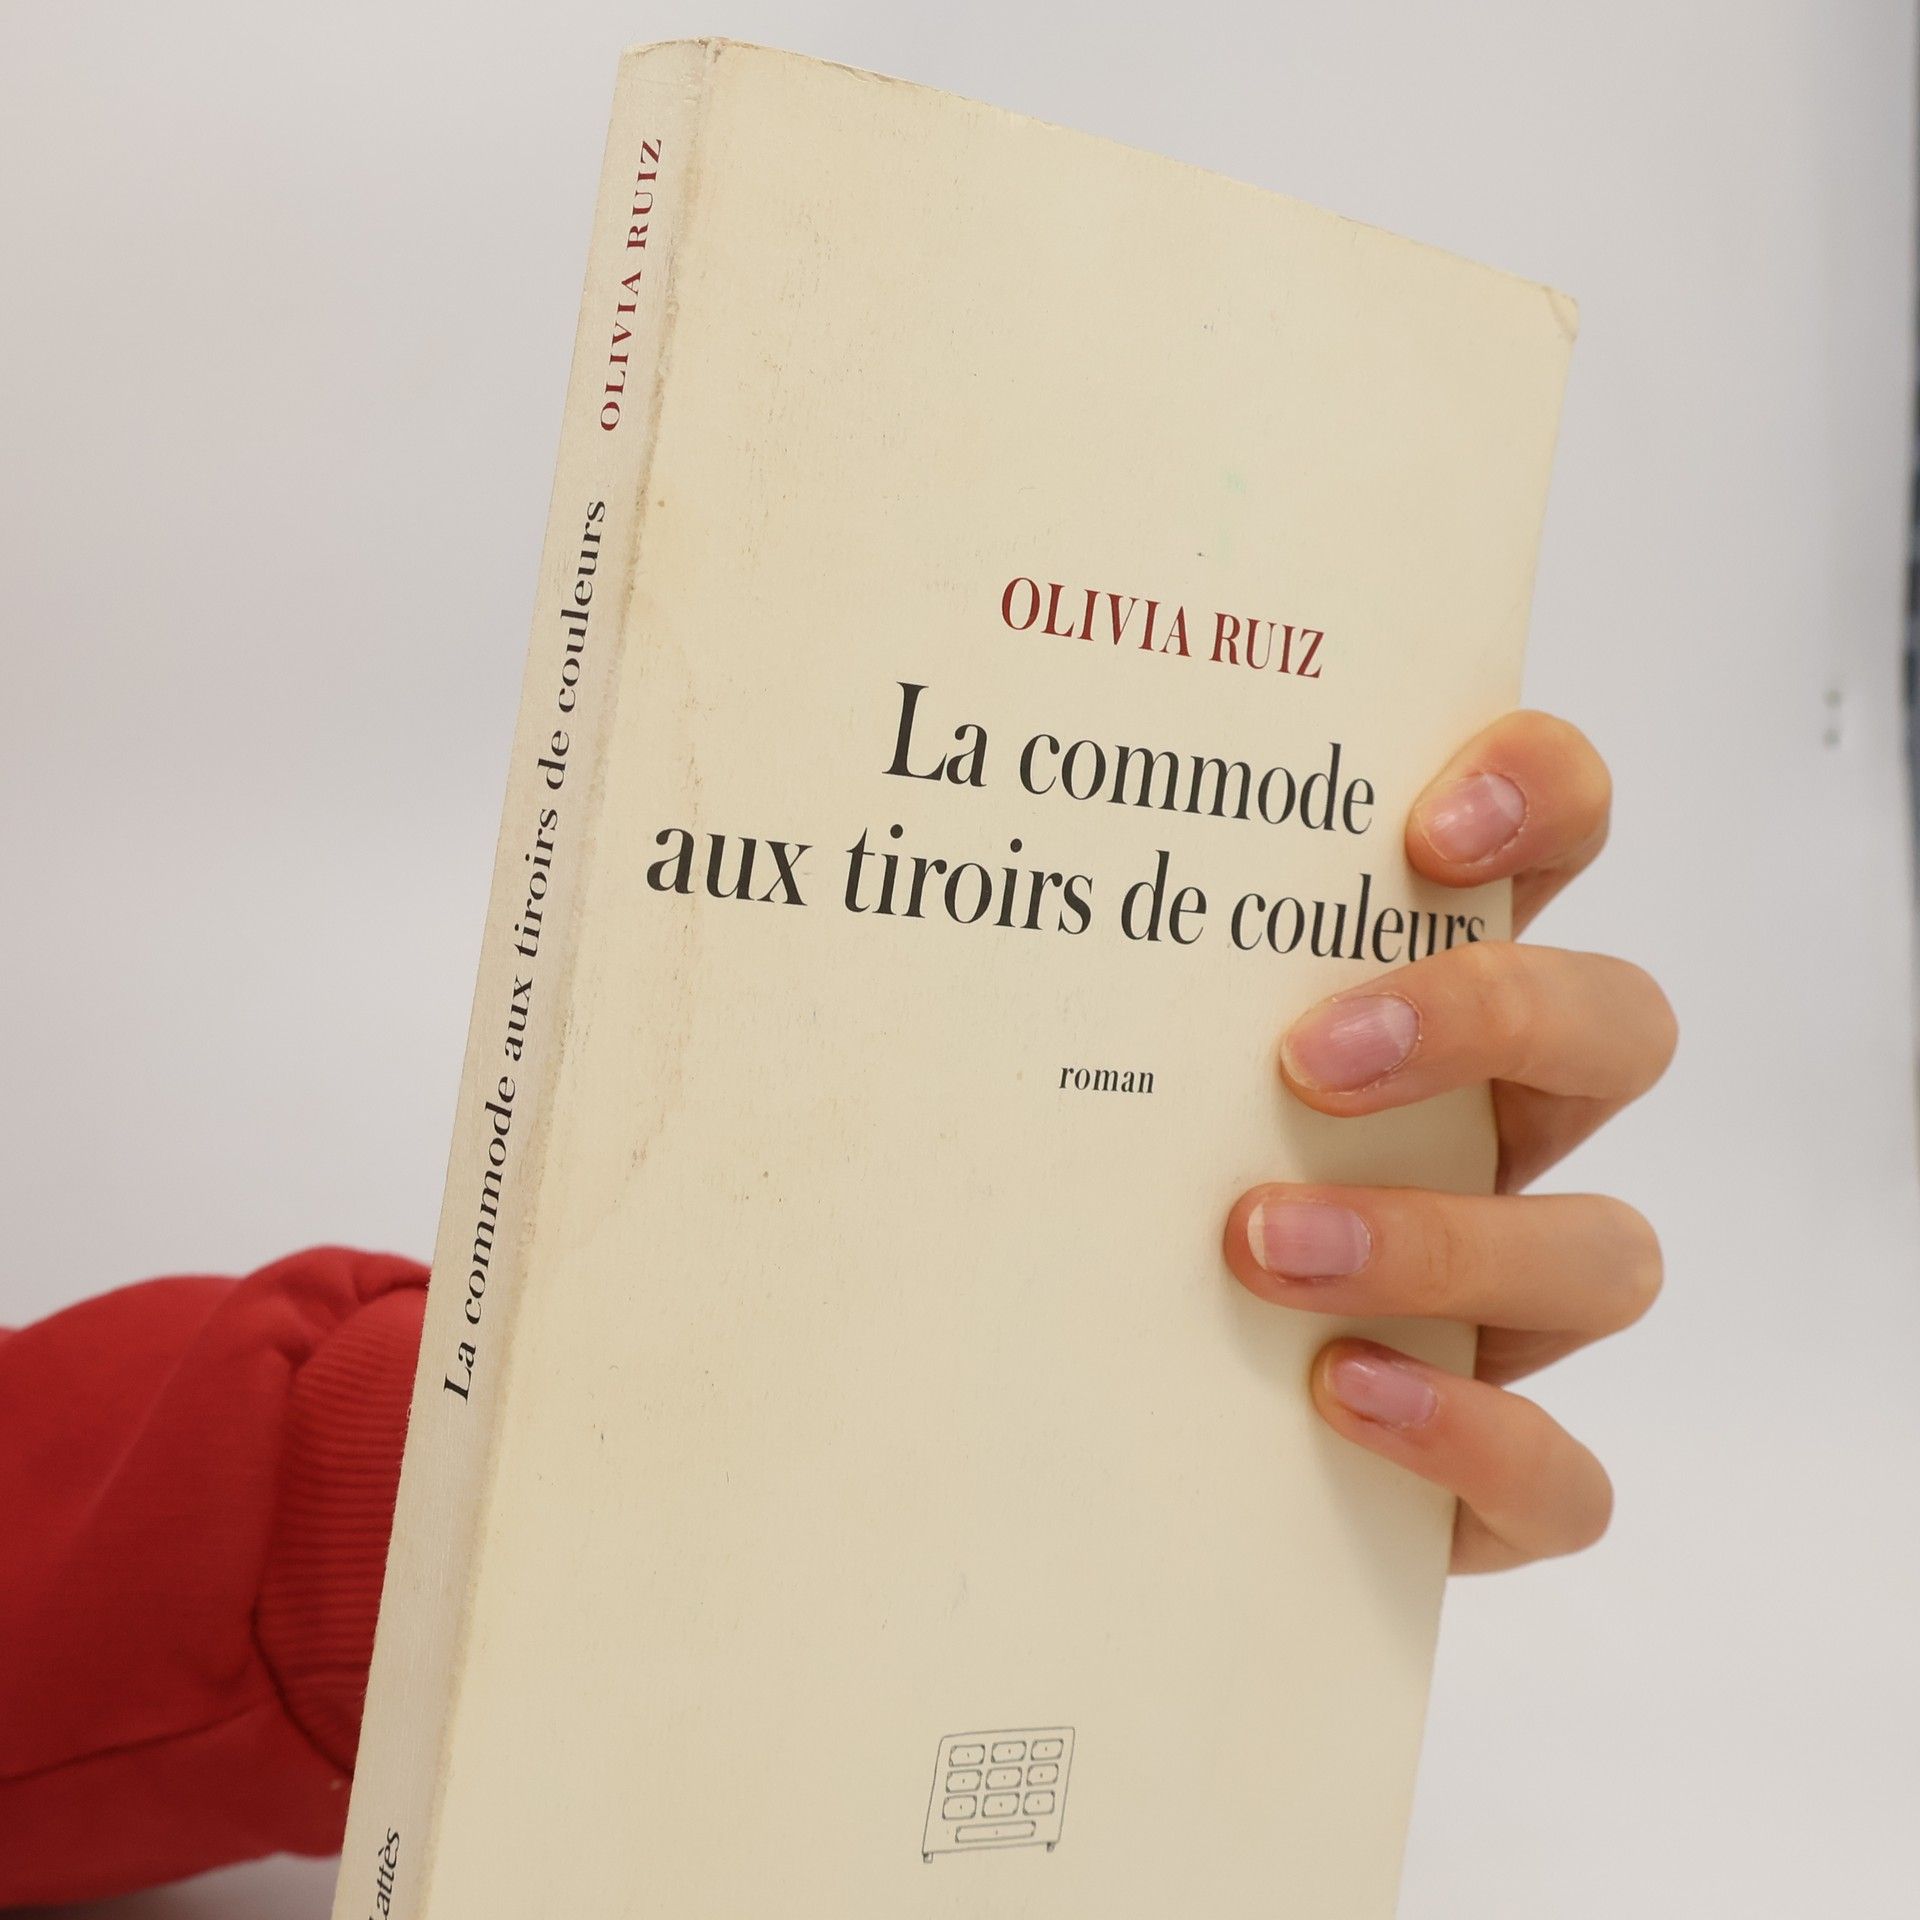 OLIVIA RUIZ
La commode
aux tiroirs de couleurs
roman
La commode aux tiroirs de couleurs OLIVIA RUIZ